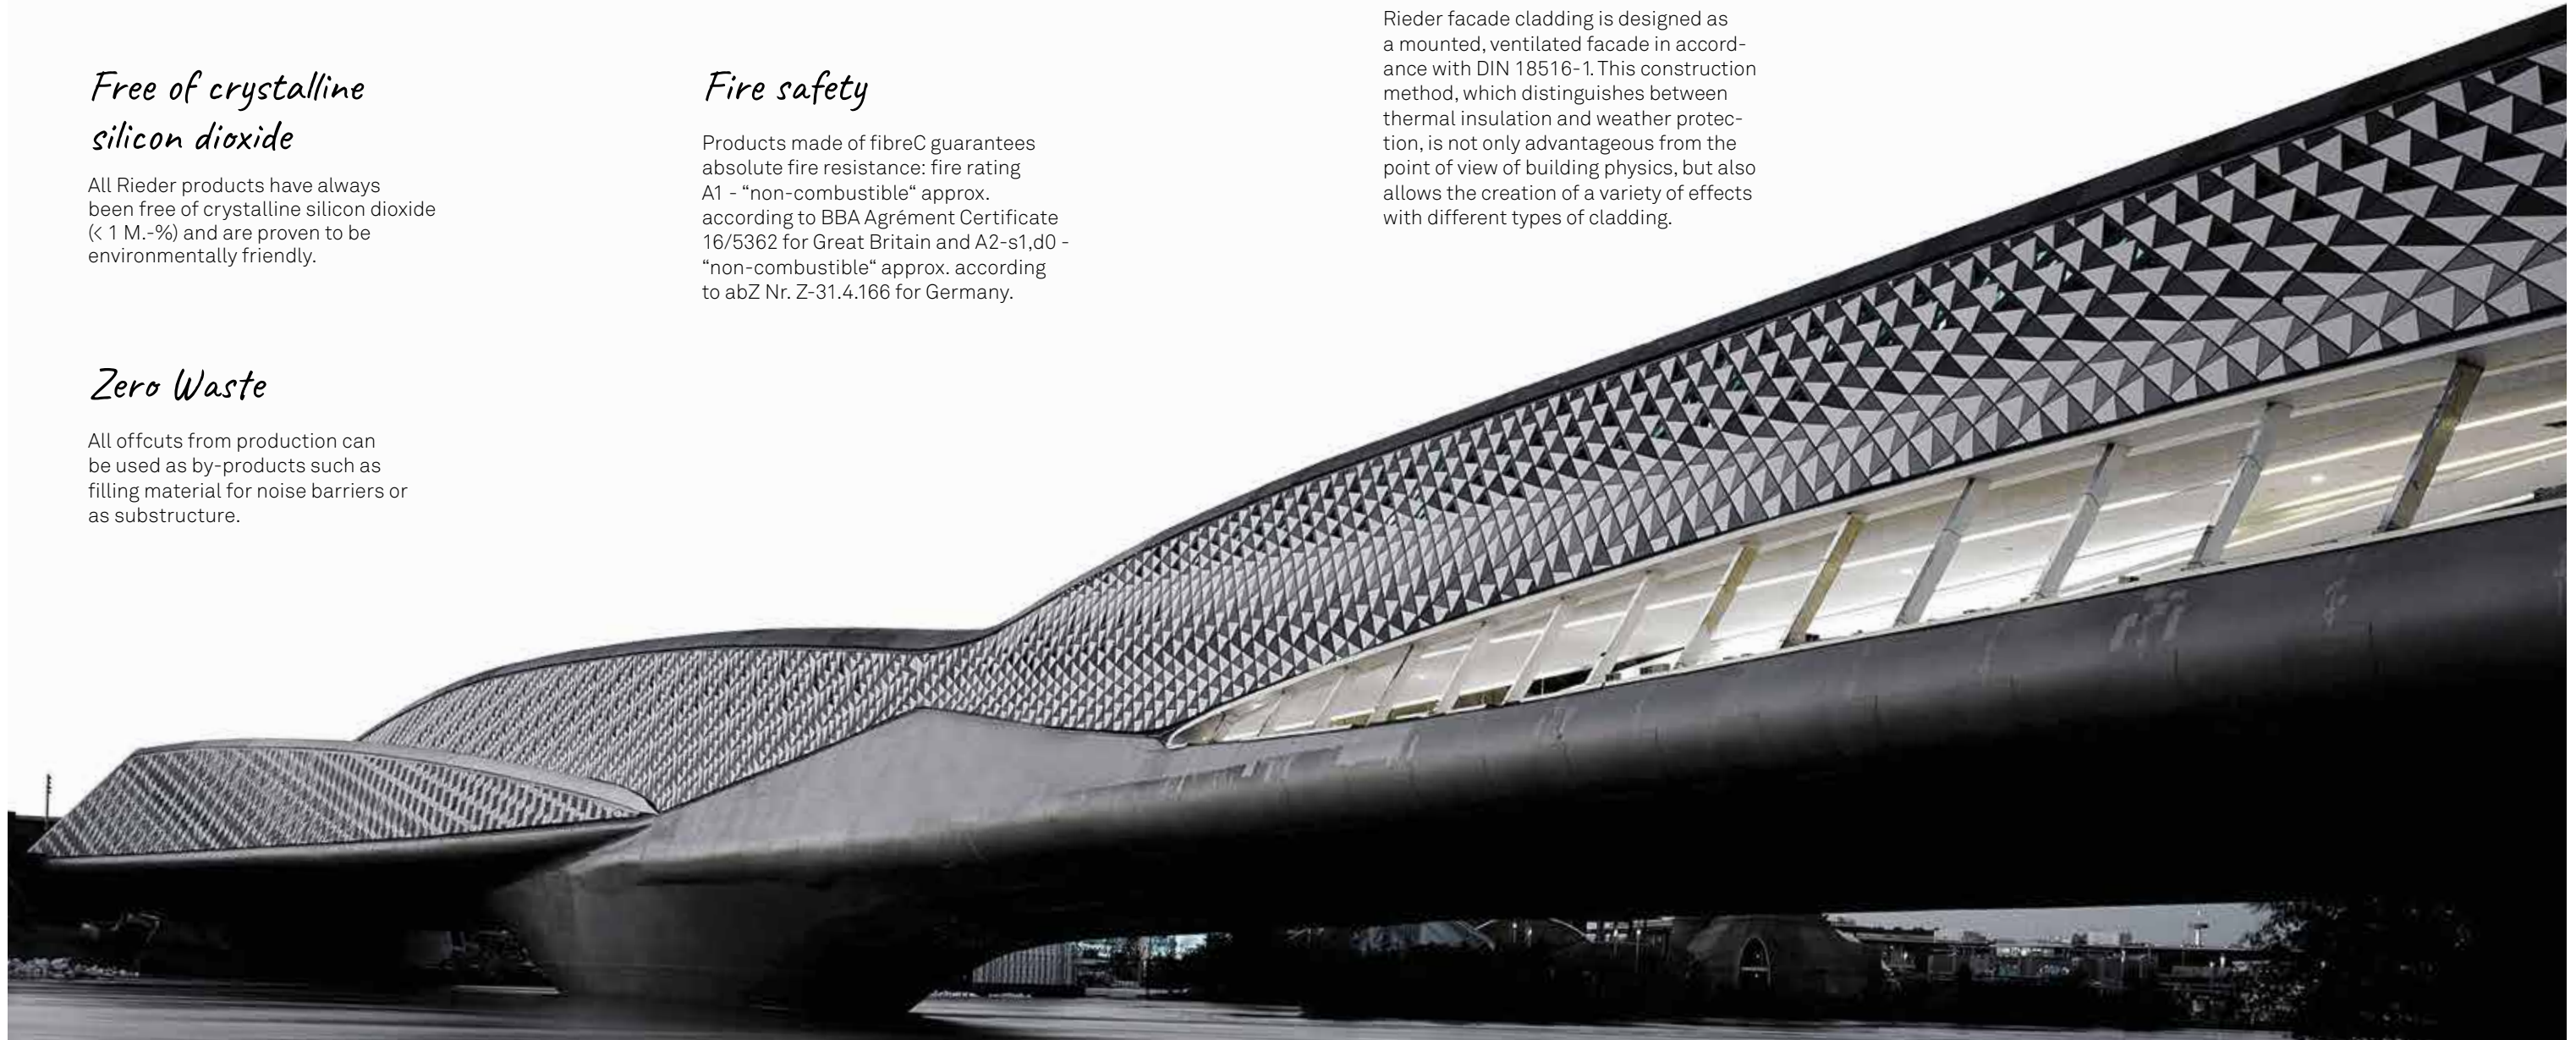 Free of crystalline
silicon dioxide
All Rieder products have always
been free of crystalline silicon dioxide
(< 1 M.-%) and are proven to be
environmentally friendly.
Zero Waste
All offcuts from production can
be used as by-products such as
filling material for noise barriers or
as substructure.
Fire safety
Products made of fibreC guarantees
absolute fire resistance: fire rating
A1 - “non-combustible“ approx.
according to BBA Agrément Certificate
16/5362 for Great Britain and A2-s1,d0 -
“non-combustible“ approx. according
to abZ Nr. Z-31.4.166 for Germany.
Rieder facade cladding is designed as
a mounted, ventilated facade in accord-
ance with DIN 18516-1. This construction
method, which distinguishes between
thermal insulation and weather protec-
tion, is not only advantageous from the
point of view of building physics, but also
allows the creation of a variety of effects
with different types of cladding.